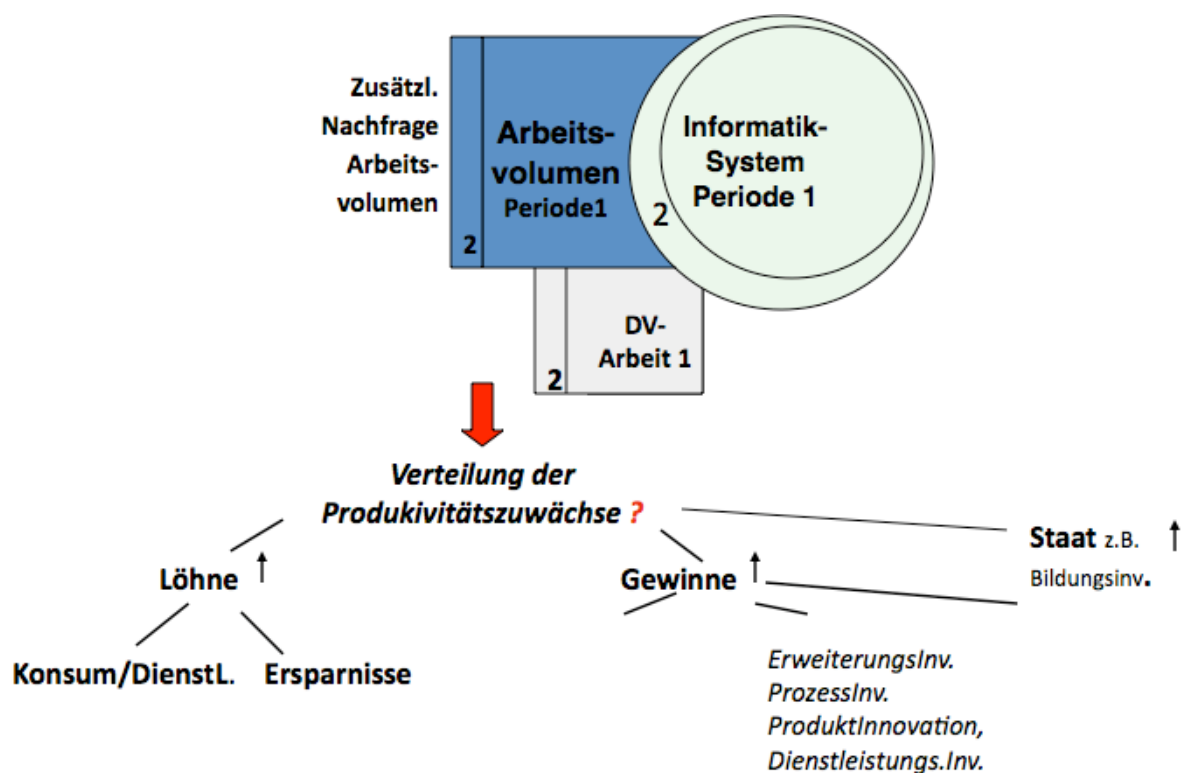 Zusätzl.
Nachfrage
Arbeits-
volumen
2
Arbeits-
volumen
Periode1
2
Informatik-
System
Periode 1
2
DV-
Arbeit 1
Verteilung der
Produkivitätszuwächse ?
Löhne
Konsum/DienstL.
Ersparnisse
Gewinne
ErweiterungsInv.
ProzessInv.
ProduktInnovation,
Dienstleistungs.Inv.
Staat z.B.
Bildungsinv.